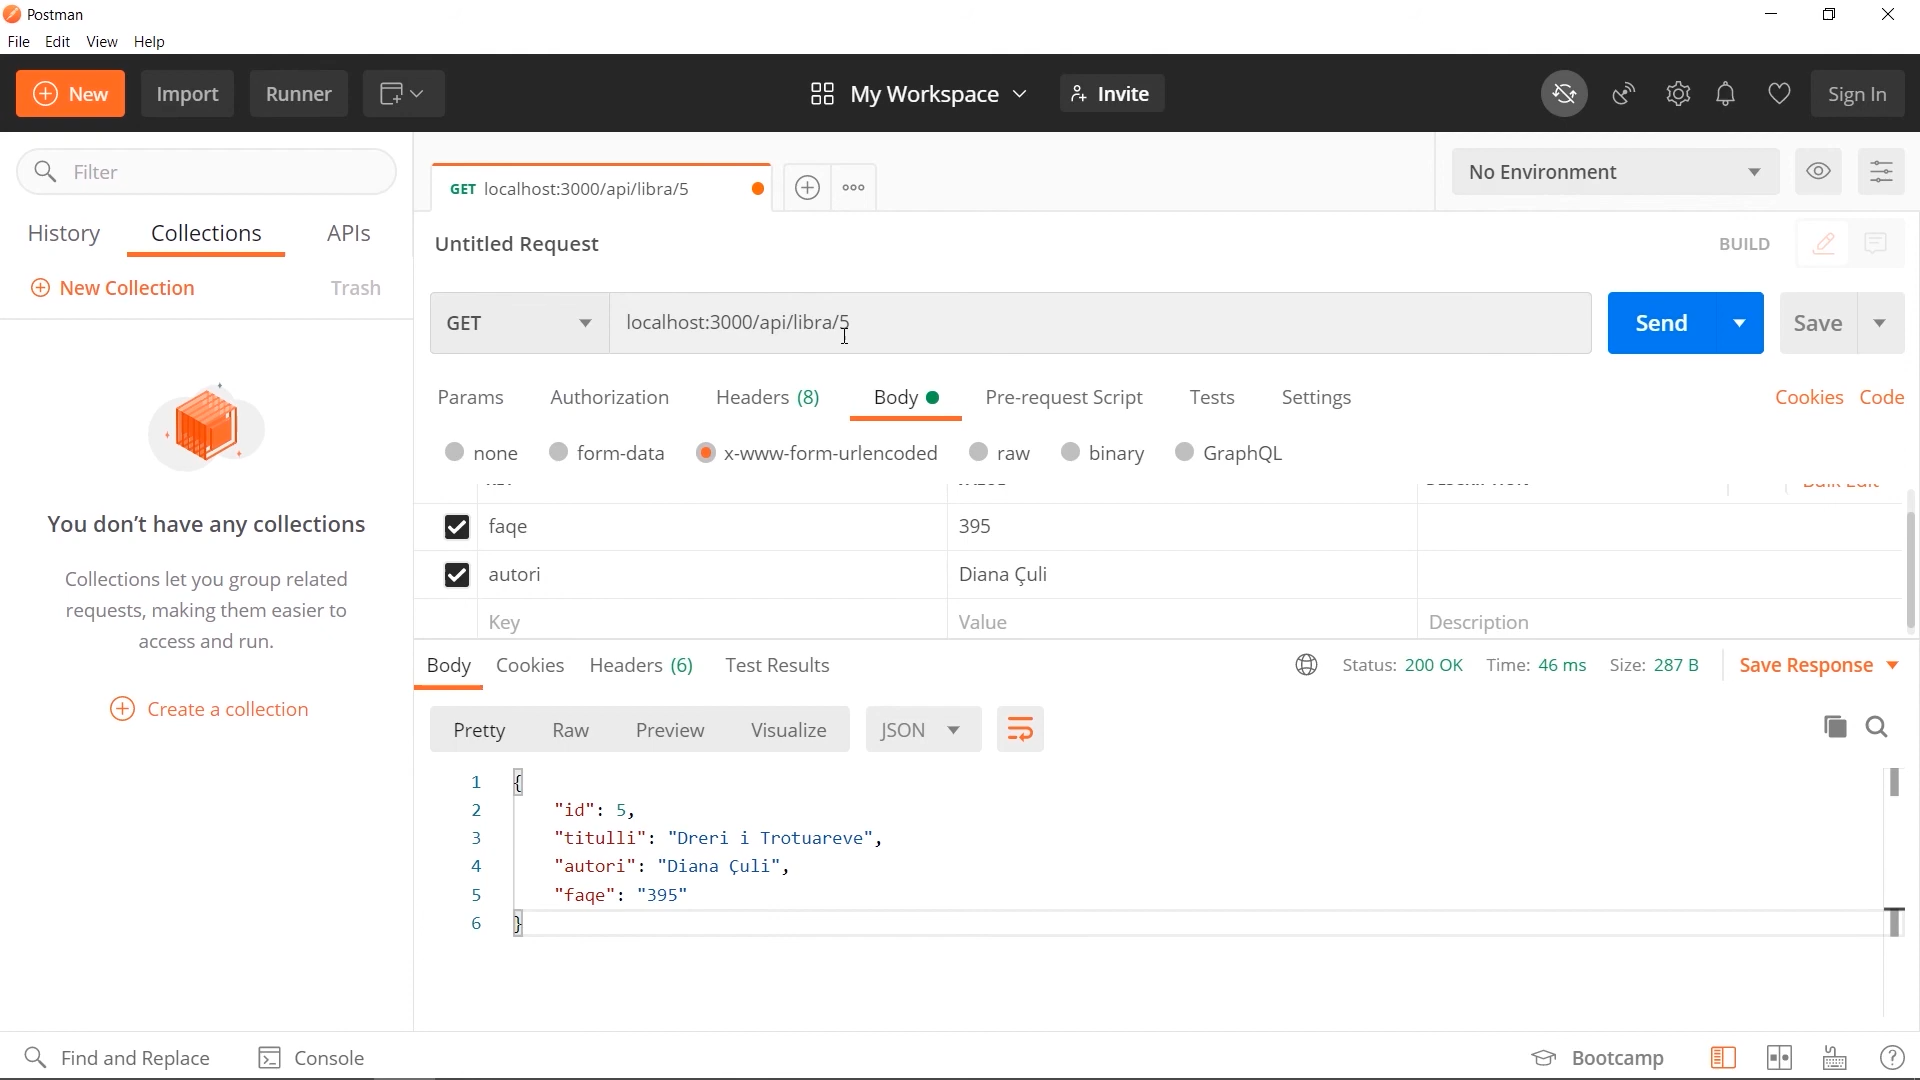 Postman
File Edit View Help
New Import Runner My Workspace Invite Sign In
Filter
GET localhost:3000/api/libra/5
No Environment
History Collections APIs
Untitled Request
BUILD
New Collection Trash
GET localhost:3000/api/libra/5 Send Save
Params Authorization Headers (8) Body Pre-request Script Tests Settings Cookies Code
none form-data x-www-form-urlencoded raw binary GraphQL
faqe 395
autori Diana Çuli
Key Value Description
You don't have any collections
Collections let you group related
requests, making them easier to
access and run.
Create a collection
Body Cookies Headers (6) Test Results Status: 200 OK Time: 46 ms Size: 287 B Save Response
Pretty Raw Preview Visualize JSON
1 {
2 "id": 5,
3 "titulli": "Dreri i Trotuareve",
4 "autori": "Diana Çuli",
5 "faqe": "395"
6 }
Find and Replace Console Bootcamp